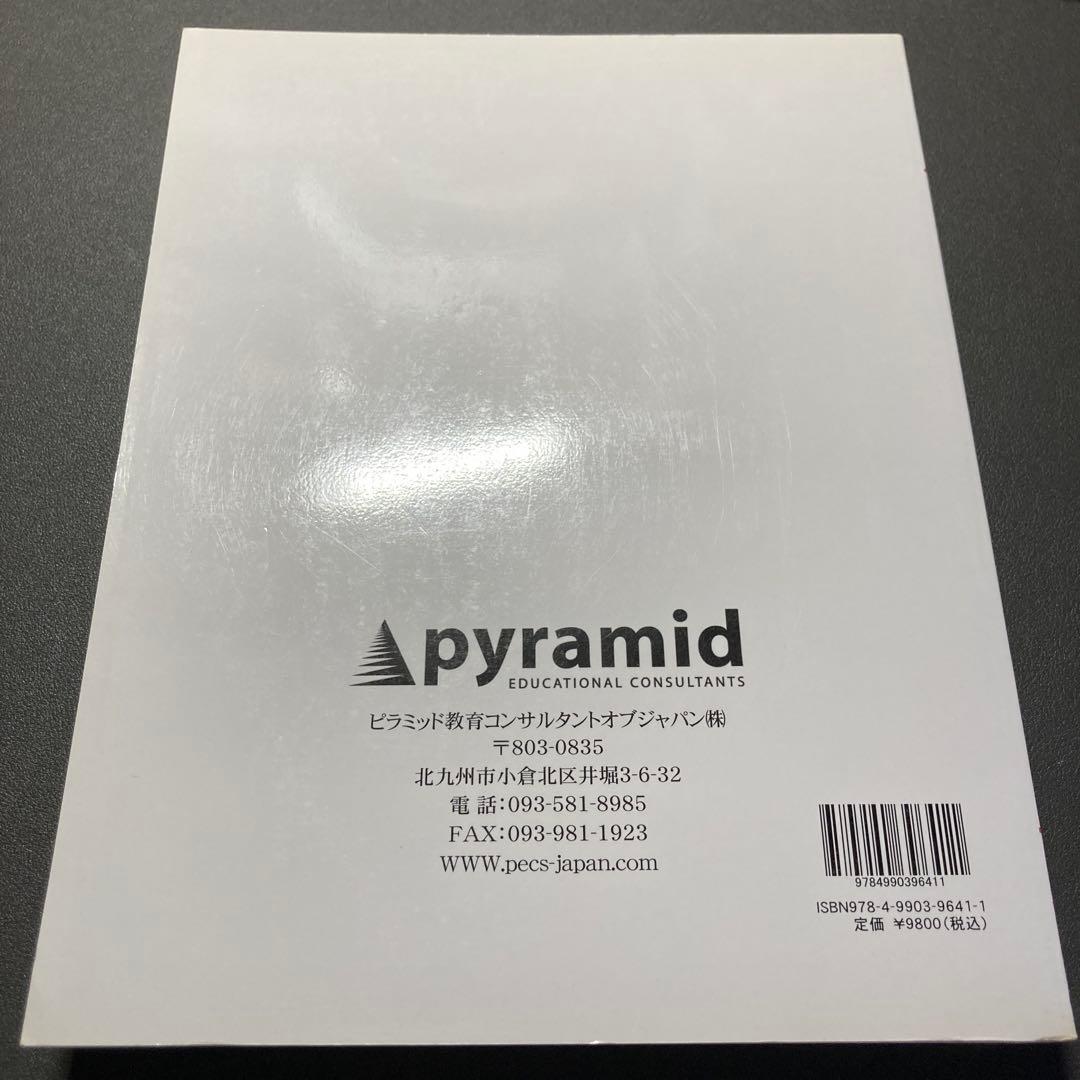 pyramid
EDUCATIONAL CONSULTANTS
ピラミッド教育コンサルタントオブジャパン㈱
〒803-0835
北九州市小倉北区井堀3-6-32
電話：093-581-8985
FAX：093-981-1923
WWW.pecs-japan.com
9784990396411
ISBN978-4-9903-9641-1
定価 ¥9800(税込)